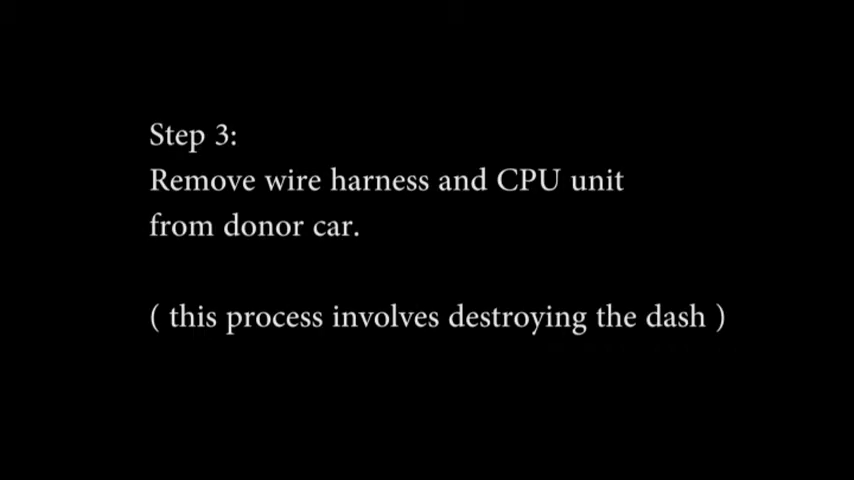 Step 3:
Remove wire harness and CPU unit
from donor car.
( this process involves destroying the dash )